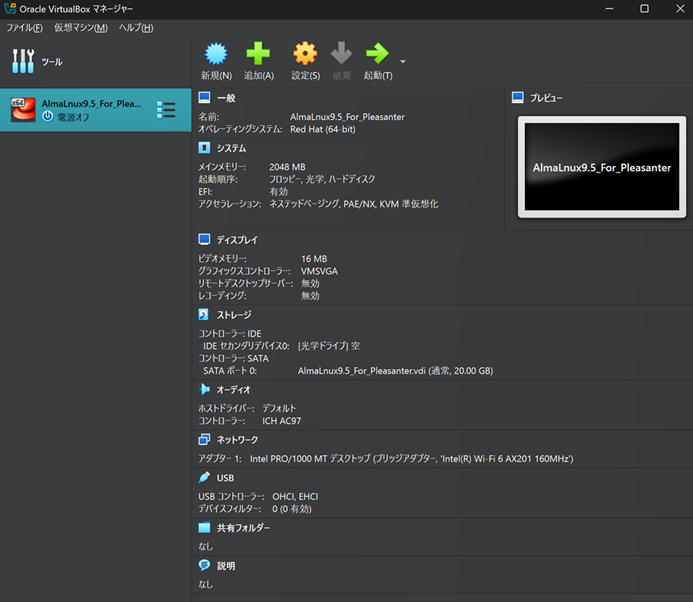 Oracle VirtualBox マネージャー
ファイル(F) 仮想マシン(M) ヘルプ(H)
ツール
新規(N) 追加(A) 設定(S) 破棄 起動(T)
x64
AlmaLnux9.5_For_Plea...
電源オフ
一般
名前: AlmaLnux9.5_For_Pleasanter
オペレーティングシステム: Red Hat (64-bit)
プレビュー
AlmaLnux9.5_For_Pleasanter
システム
メインメモリー: 2048 MB
起動順序: フロッピー, 光学, ハードディスク
EFI: 有効
アクセラレーション: ネステッドページング, PAE/NX, KVM 準仮想化
ディスプレイ
ビデオメモリー: 16 MB
グラフィックスコントローラー: VMSVGA
リモートデスクトップサーバー: 無効
レコーディング: 無効
ストレージ
コントローラー: IDE
IDE セカンダリデバイス0: [光学ドライブ] 空
コントローラー: SATA
SATA ポート 0: AlmaLnux9.5_For_Pleasanter.vdi (通常, 20.00 GB)
オーディオ
ホストドライバー: デフォルト
コントローラー: ICH AC97
ネットワーク
アダプター 1: Intel PRO/1000 MT デスクトップ (ブリッジアダプター, 'Intel(R) Wi-Fi 6 AX201 160MHz')
USB
USB コントローラー: OHCI, EHCI
デバイスフィルター: 0 (0 有効)
共有フォルダー
なし
説明
なし